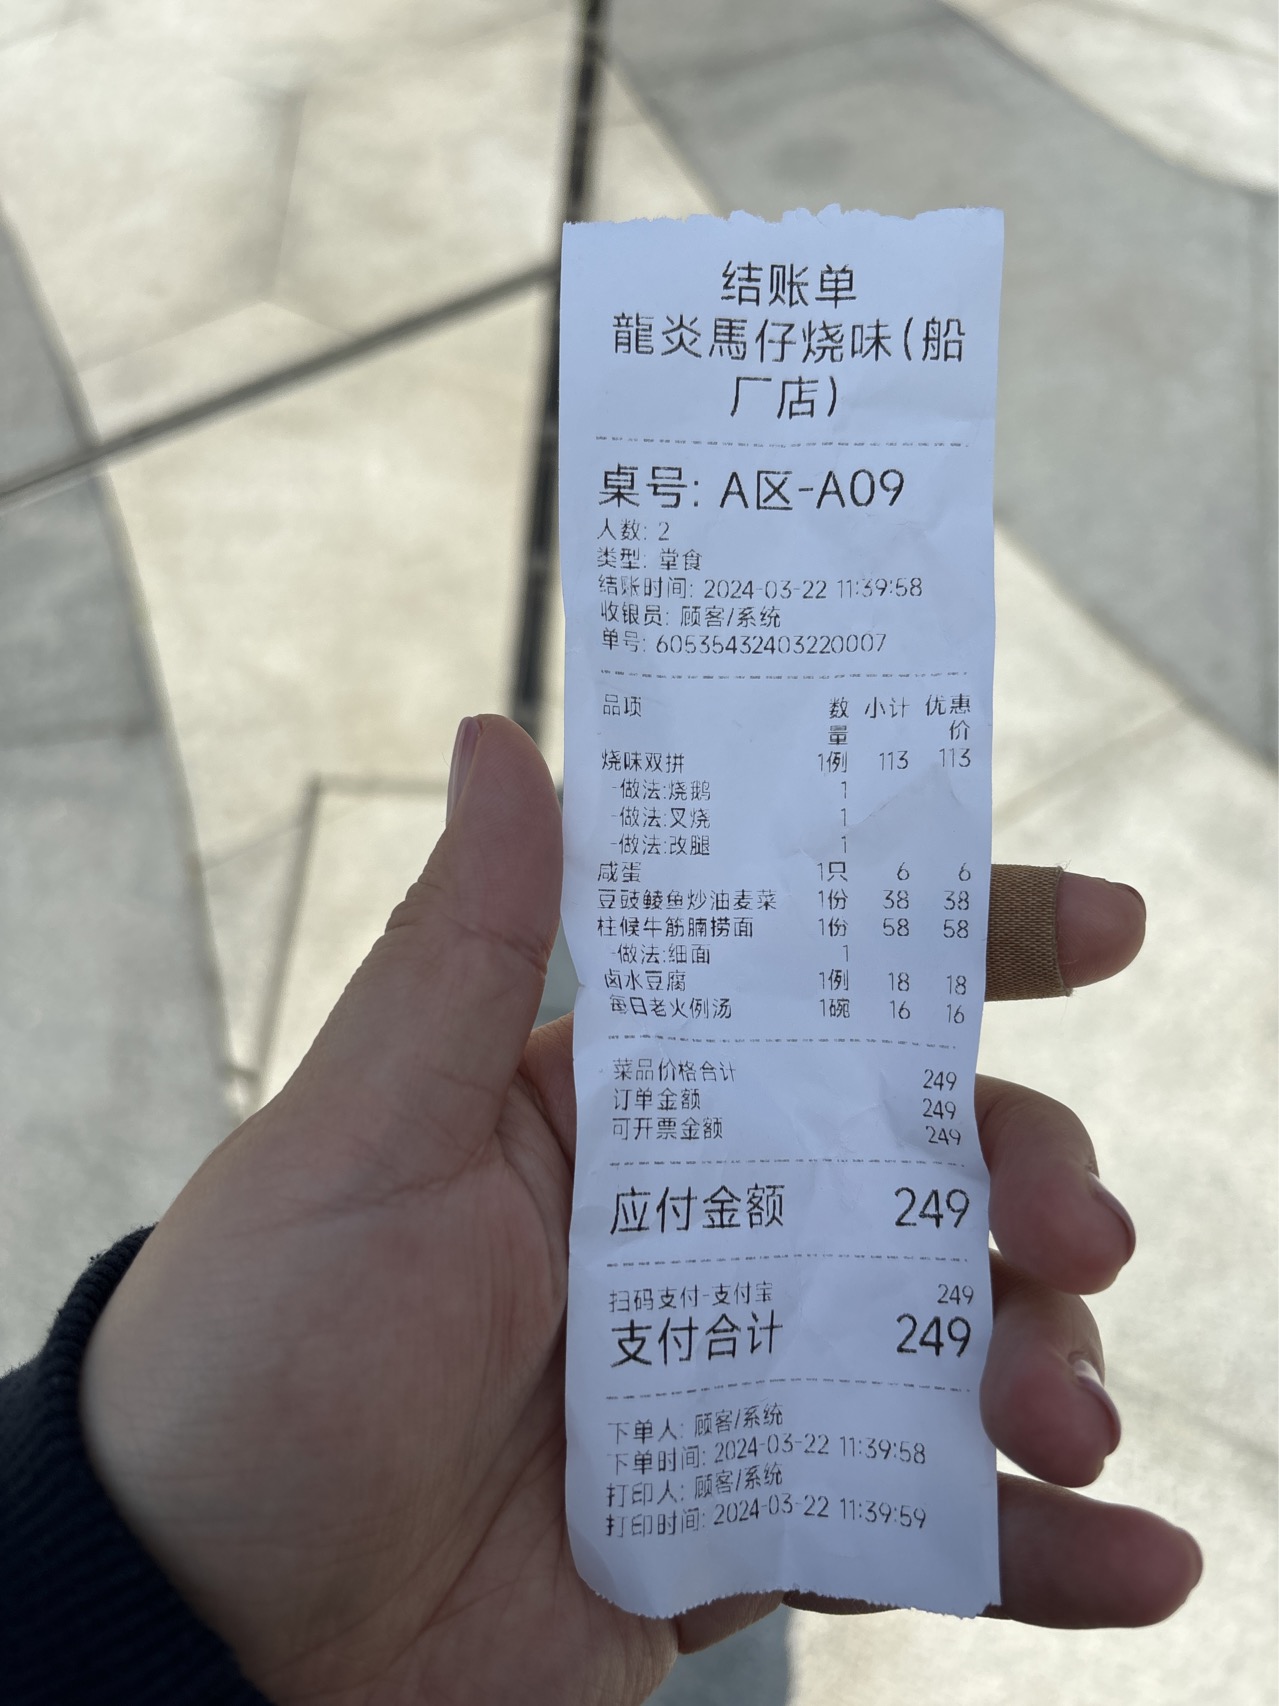 结账单
龍炎馬仔烧味(船
厂店)
桌号: A区-A09
人数: 2
类型: 堂食
结账时间: 2024-03-22 11:39:58
收银员: 顾客/系统
单号: 605354432403220007
品项 数 小计 优惠
量 价
烧味双拼 1例 113 113
-做法:烧鹅 1
-做法:叉烧 1
-做法:改腿 1
咸蛋 1只 6 6
豆豉鲮鱼炒油麦菜 1份 38 38
柱候牛筋腩捞面 1份 58 58
-做法:细面 1
卤水豆腐 1例 18 18
每日老火例汤 1碗 16 16
菜品价格合计 249
订单金额 249
可开票金额 249
应付金额 249
扫码支付-支付宝 249
支付合计 249
下单人: 顾客/系统
下单时间: 2024-03-22 11:39:58
打印人: 顾客/系统
打印时间: 2024-03-22 11:39:59